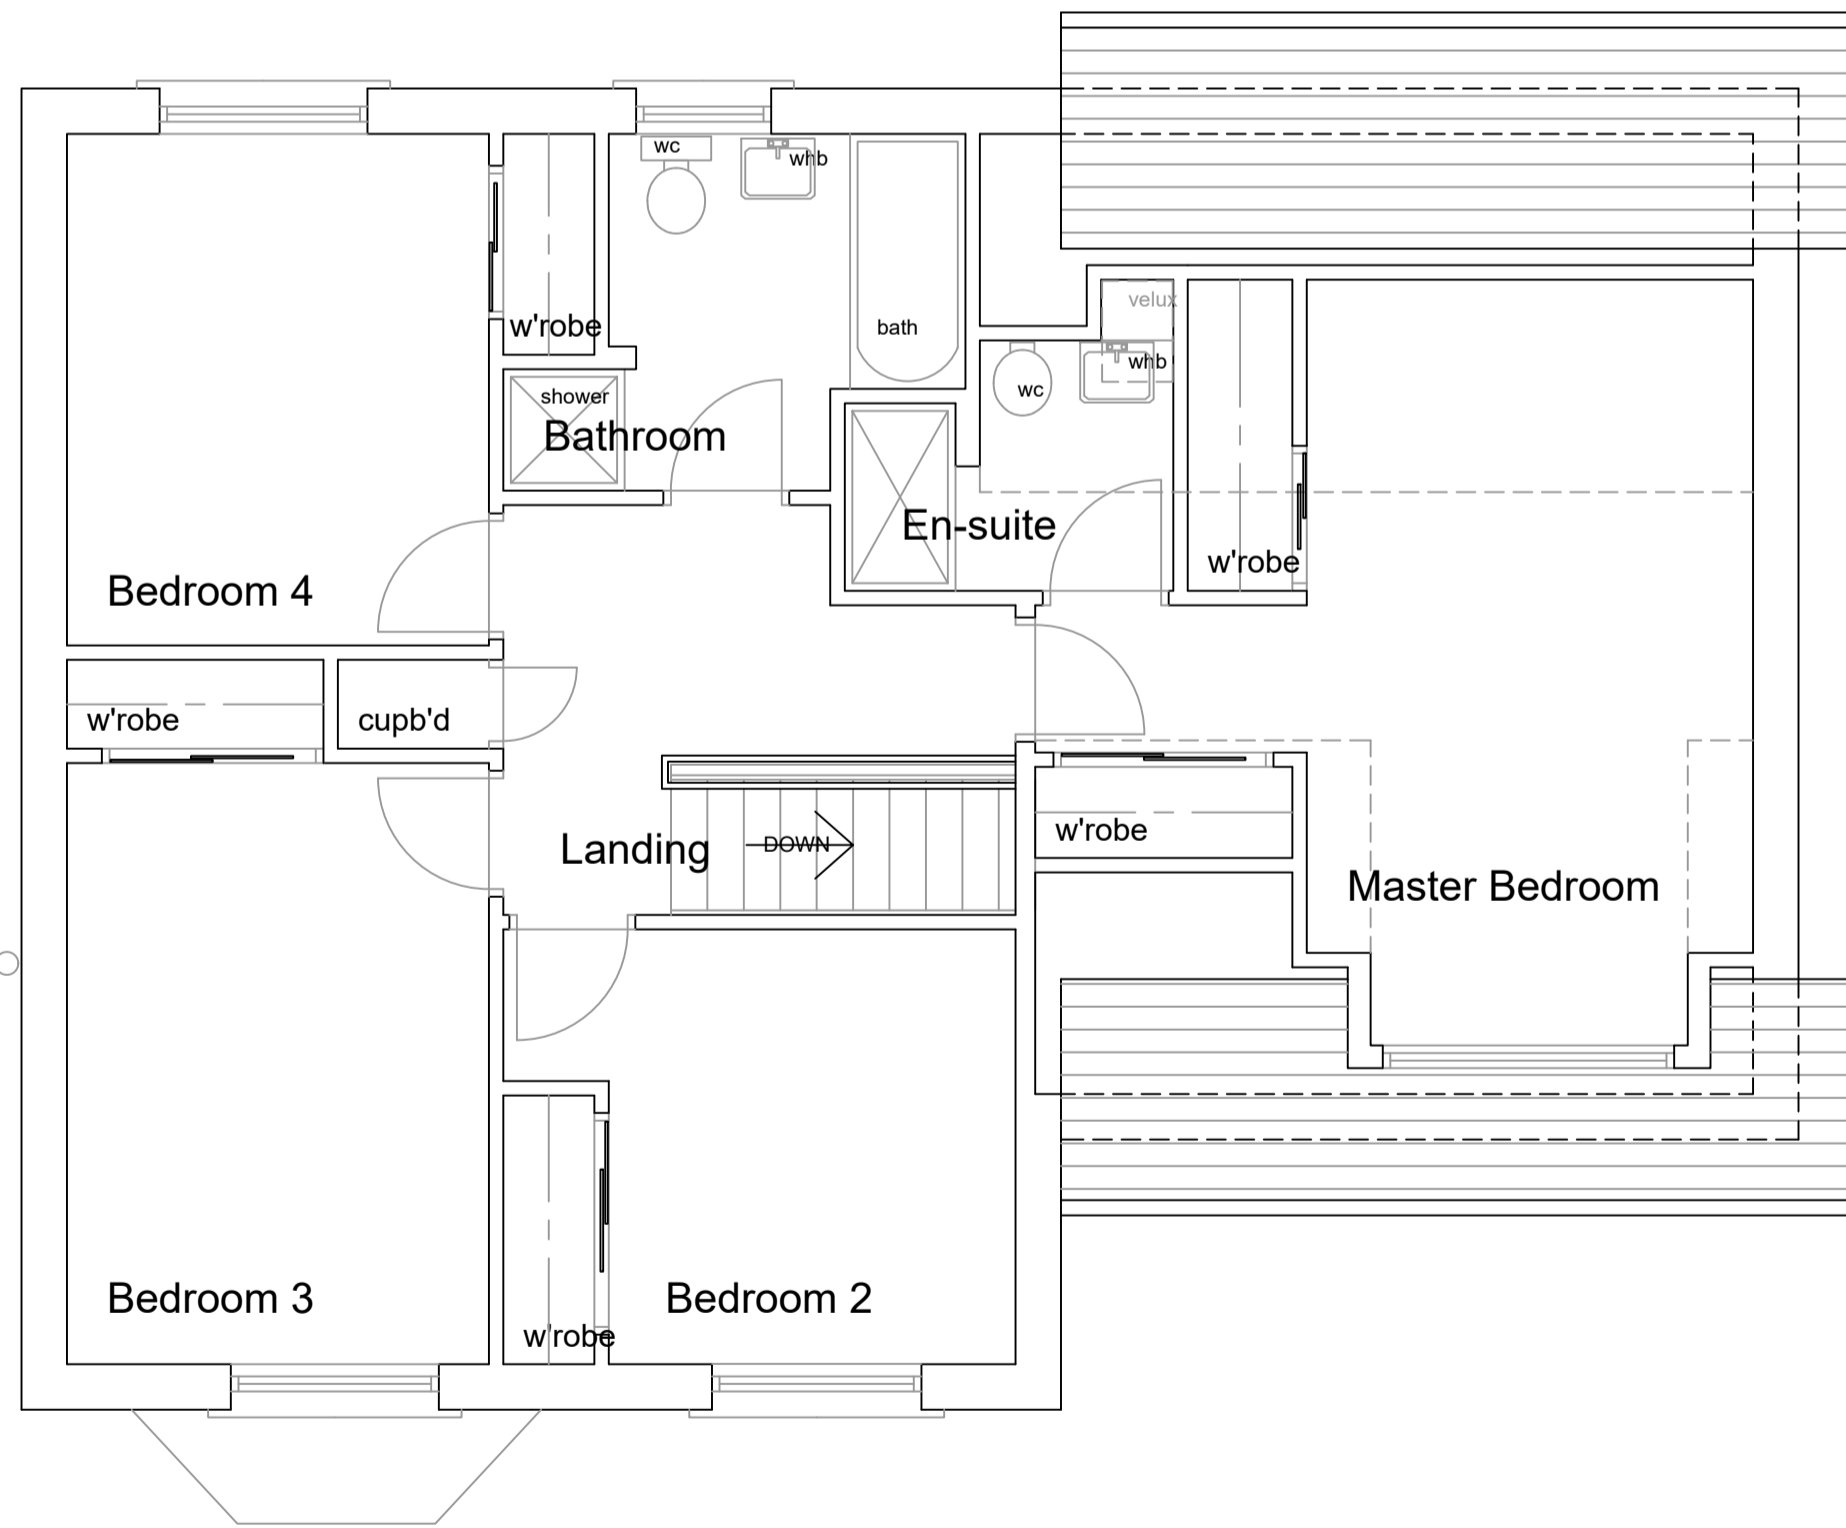 wc
whb
w'robe
bath
velux
whb
wc
shower
Bathroom
En-suite
w'robe
Bedroom 4
w'robe
cupb'd
Landing
DOWN
w'robe
Master Bedroom
Bedroom 3
Bedroom 2
w'robe